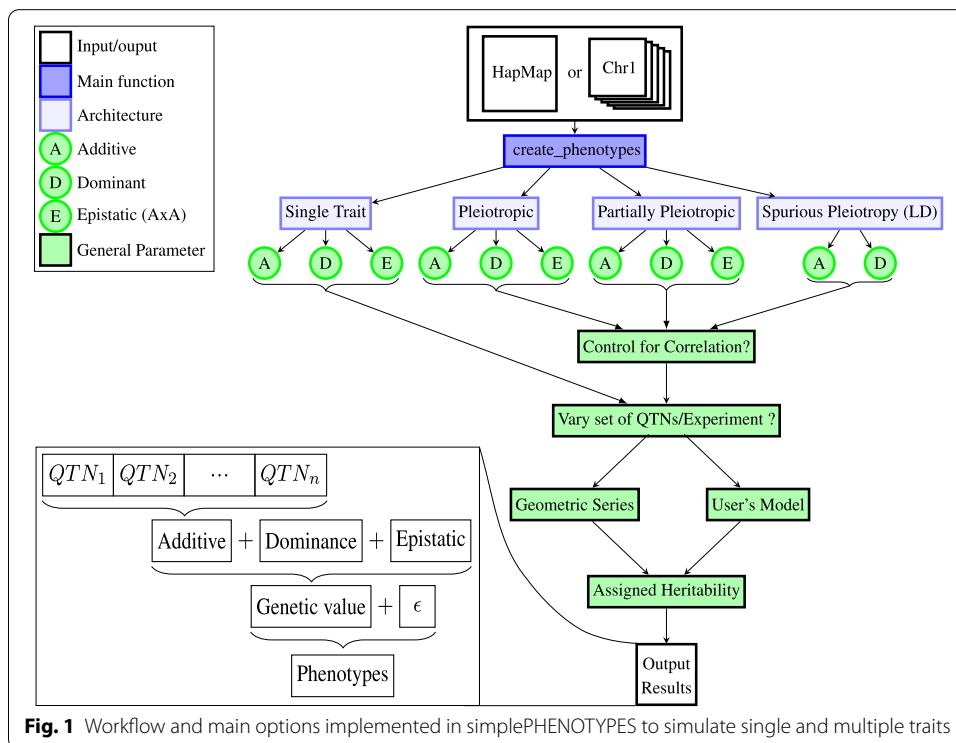 Input/ouput
Main function
Architecture
A Additive
D Dominant
E Epistatic (AxA)
General Parameter
HapMap or Chr1
create_phenotypes
Single Trait Pleiotropic Partially Pleiotropic Spurious Pleiotropy (LD)
A D E A D E A D E A D
Control for Correlation?
Vary set of QTNs/Experiment ?
Geometric Series User's Model
Assigned Heritability
Output
Results
QTN1 QTN2 ... QTNn
Additive + Dominance + Epistatic
Genetic value + ϵ
Phenotypes
Fig. 1 Workflow and main options implemented in simplePHENOTYPES to simulate single and multiple traits